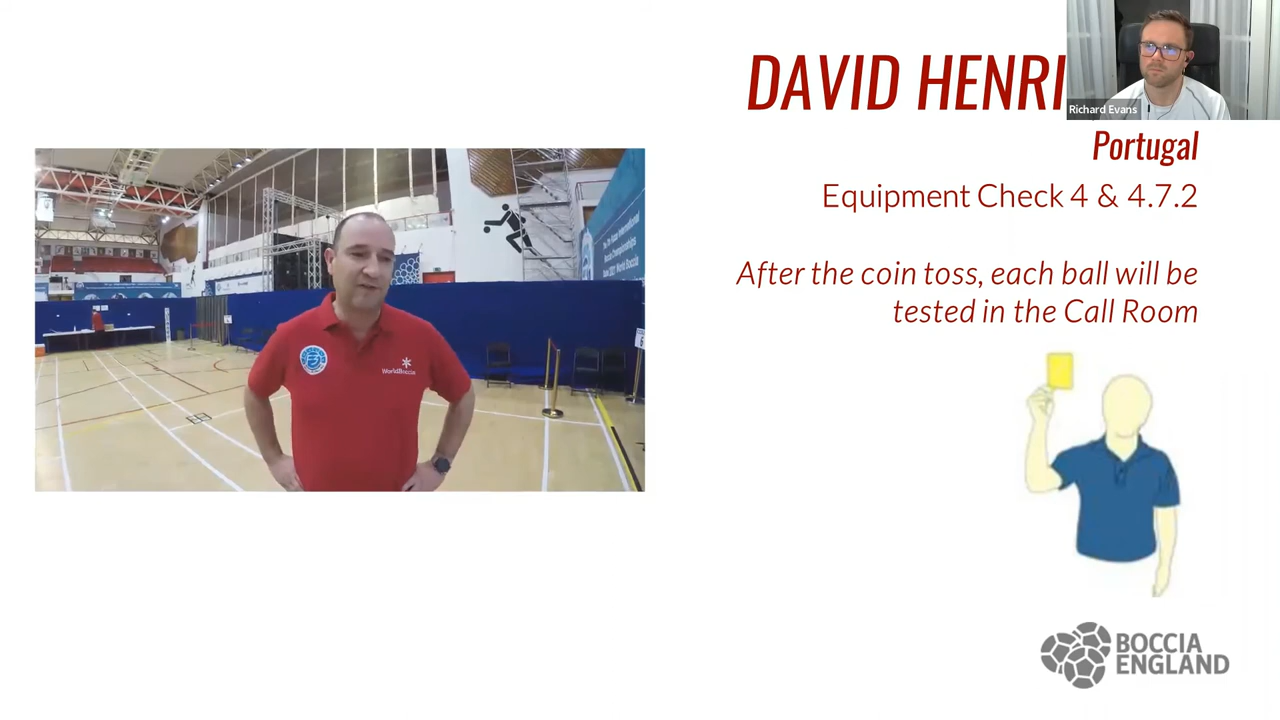 DAVID HENRI
Richard Evans
Portugal
Equipment Check 4 & 4.7.2
After the coin toss, each ball will be
tested in the Call Room
WorldBoccia
BOCCIA
ENGLAND